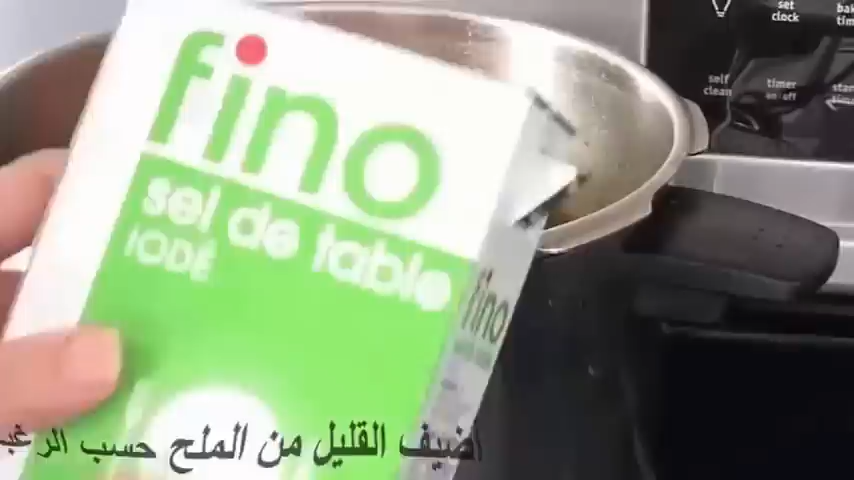 fino
sel de table
IODÉ
fino
set
clock
self
clean
timer
on off
اضيف القليل من الملح حسب الرغب